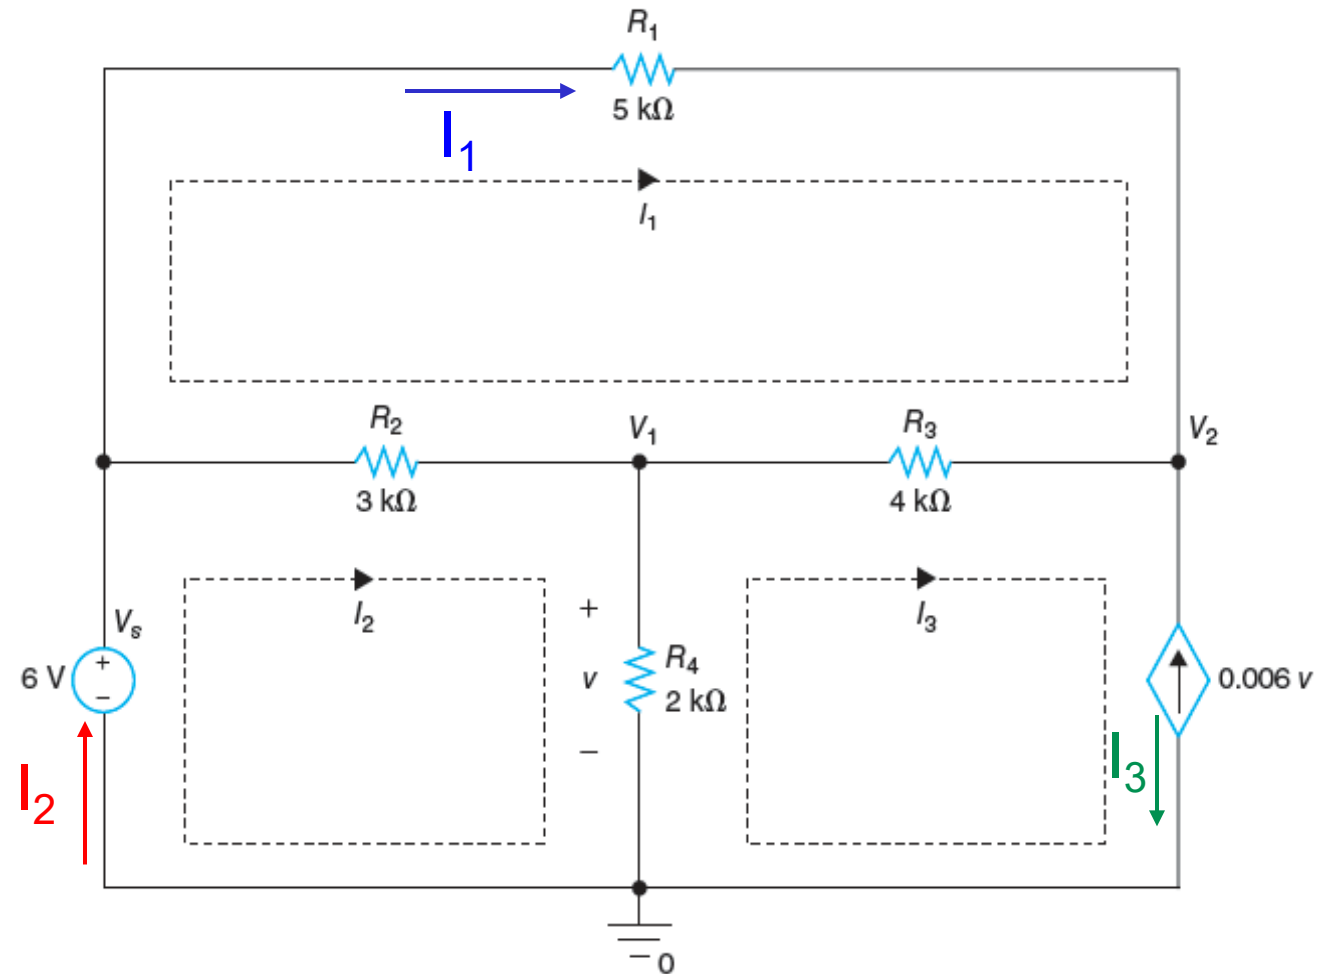 R₁
5 kΩ
I₁
I₁
R₂
V₁
R₃
V₂
3 kΩ
4 kΩ
I₂
I₃
Vₛ
+
6 V
+
−
v
R₄
2 kΩ
−
0.006 v
I₂
I₃
0